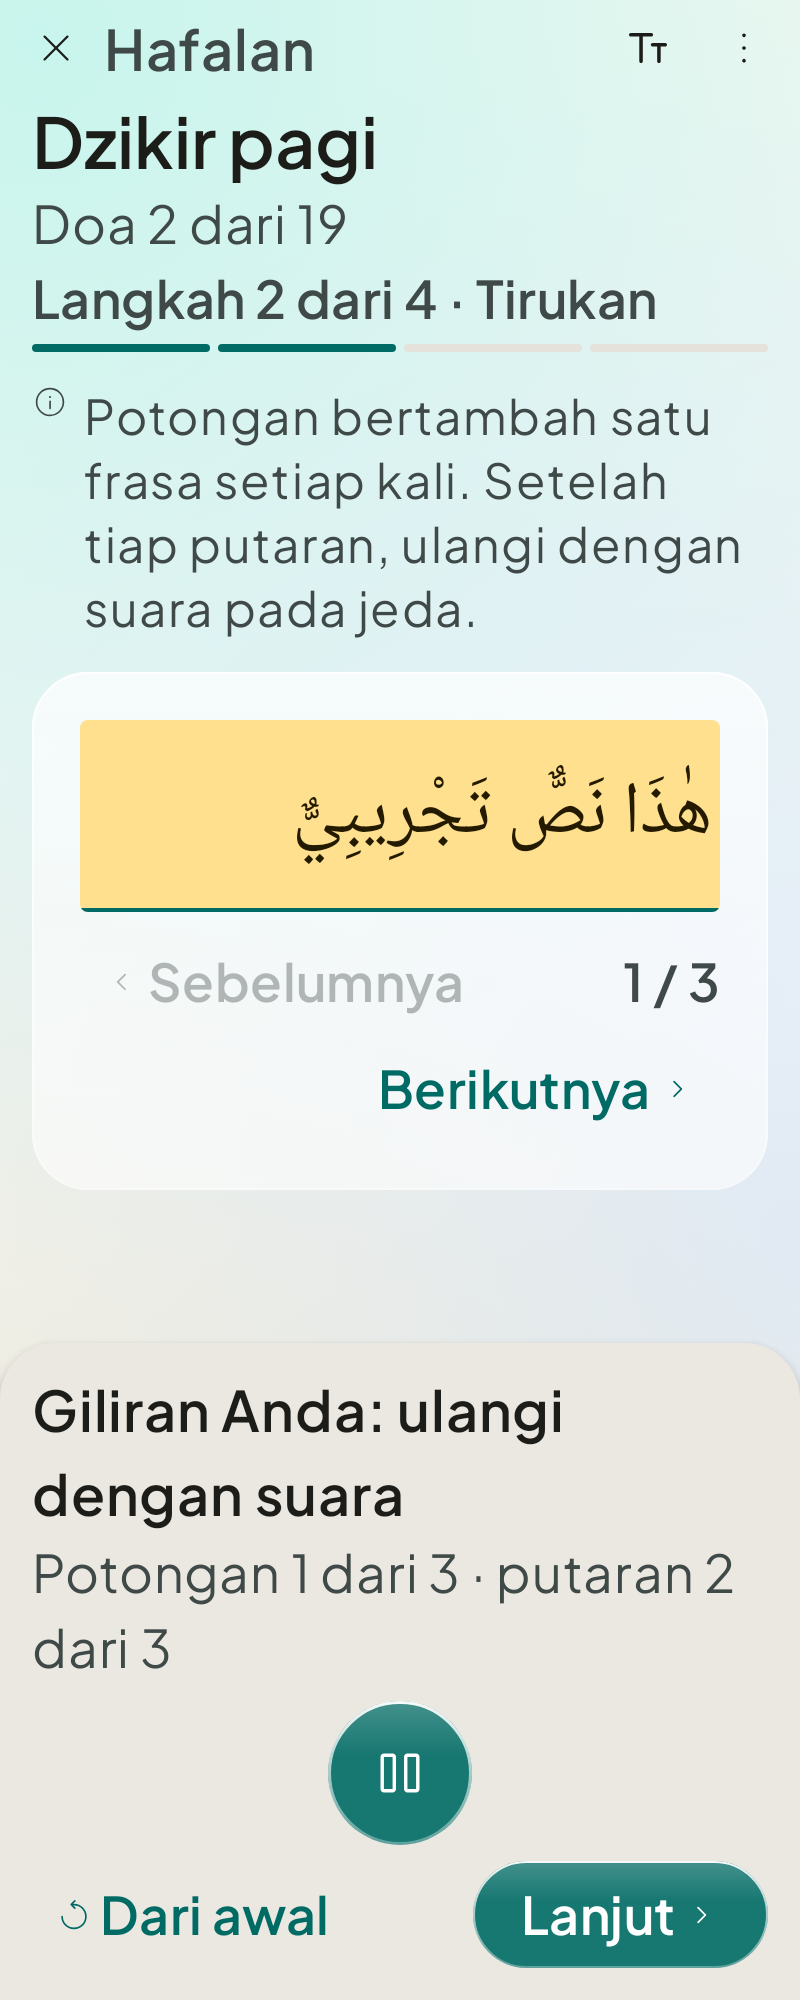 Hafalan
Dzikir pagi
Doa 2 dari 19
Langkah 2 dari 4 · Tirukan
Potongan bertambah satu
frasa setiap kali. Setelah
tiap putaran, ulangi dengan
suara pada jeda.
هٰذَا نَصٌّ تَجْرِيبِيٌّ
Sebelumnya
1 / 3
Berikutnya
Giliran Anda: ulangi
dengan suara
Potongan 1 dari 3 · putaran 2
dari 3
Dari awal
Lanjut